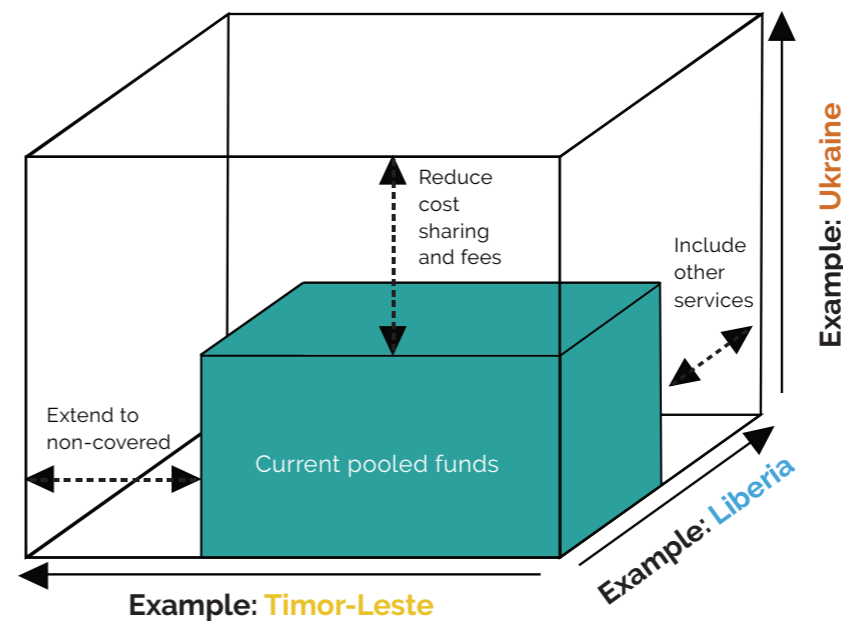 Reduce
cost
sharing
and fees
Include
other
services
Example: Ukraine
Extend to
non-covered
Current pooled funds
Example: Liberia
Example: Timor-Leste